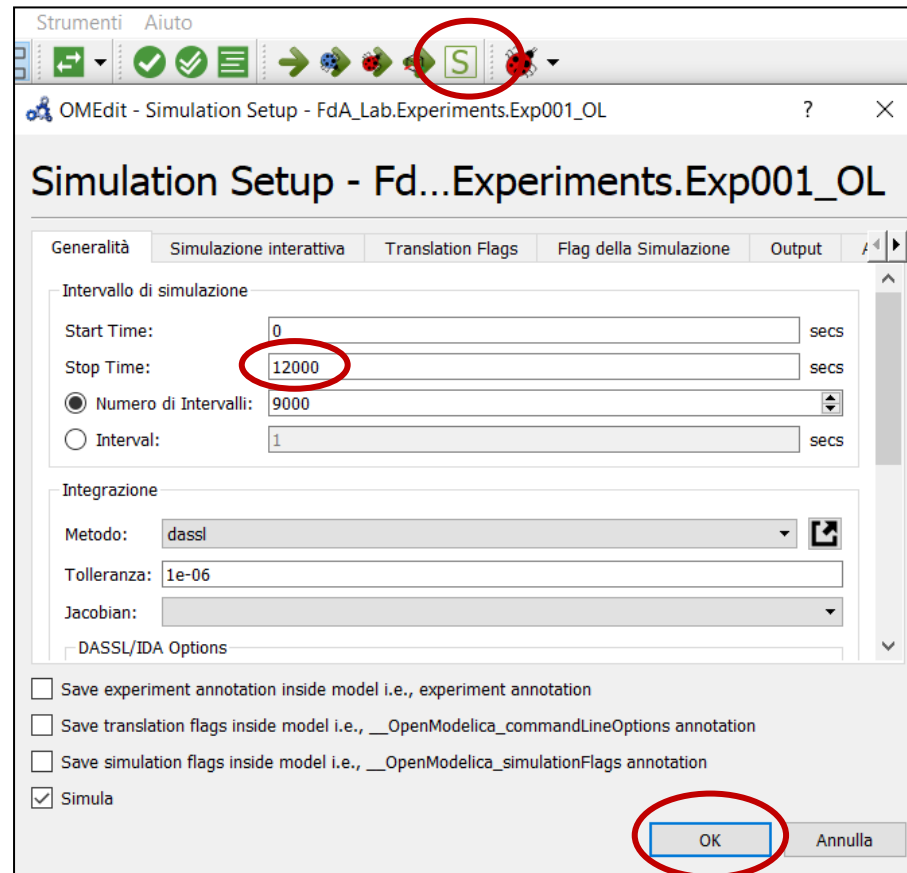 Strumenti Aiuto
S
OMEdit - Simulation Setup - FdA_Lab.Experiments.Exp001_OL ?
Simulation Setup - Fd...Experiments.Exp001_OL
Generalità Simulazione interattiva Translation Flags Flag della Simulazione Output
Intervallo di simulazione
Start Time: 0 secs
Stop Time: 12000 secs
Numero di Intervalli: 9000
Interval: 1 secs
Integrazione
Metodo: dassl
Tolleranza: 1e-06
Jacobian:
DASSL/IDA Options
Save experiment annotation inside model i.e., experiment annotation
Save translation flags inside model i.e., __OpenModelica_commandLineOptions annotation
Save simulation flags inside model i.e., __OpenModelica_simulationFlags annotation
Simula
OK Annulla